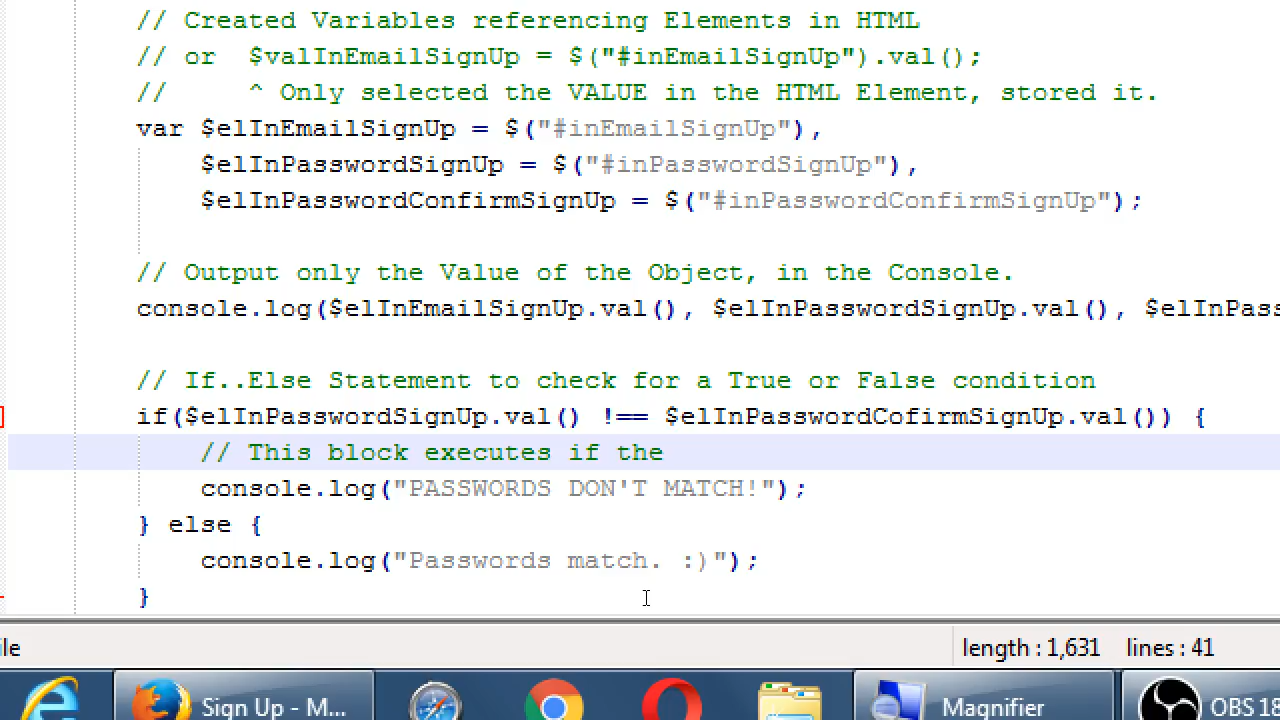 // Created Variables referencing Elements in HTML
// or  $valInEmailSignUp = $("#inEmailSignUp").val();
//     ^ Only selected the VALUE in the HTML Element, stored it.
var $elInEmailSignUp = $("#inEmailSignUp"),
$elInPasswordSignUp = $("#inPasswordSignUp"),
$elInPasswordConfirmSignUp = $("#inPasswordConfirmSignUp");
// Output only the Value of the Object, in the Console.
console.log($elInEmailSignUp.val(), $elInPasswordSignUp.val(), $elInPass
// If..Else Statement to check for a True or False condition
if($elInPasswordSignUp.val() !== $elInPasswordCofirmSignUp.val()) {
// This block executes if the
console.log("PASSWORDS DON'T MATCH!");
} else {
console.log("Passwords match. :)");
}
ile length : 1,631 lines : 41
Sign Up - M... Magnifier OBS 18